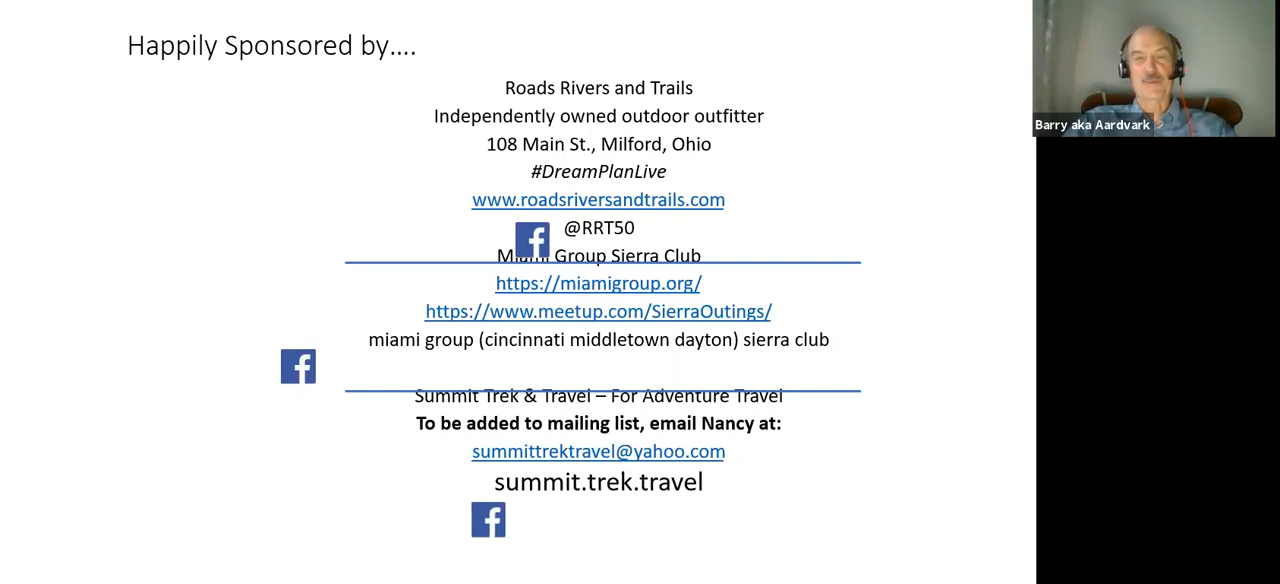 Happily Sponsored by....
Roads Rivers and Trails
Independently owned outdoor outfitter
108 Main St., Milford, Ohio
#DreamPlanLive
www.roadsriversandtrails.com
@RRT50
Miami Group Sierra Club
https://miamigroup.org/
https://www.meetup.com/SierraOutings/
miami group (cincinnati middletown dayton) sierra club
Summit Trek & Travel – For Adventure Travel
To be added to mailing list, email Nancy at:
summittrektravel@yahoo.com
summit.trek.travel
Barry aka Aardvark